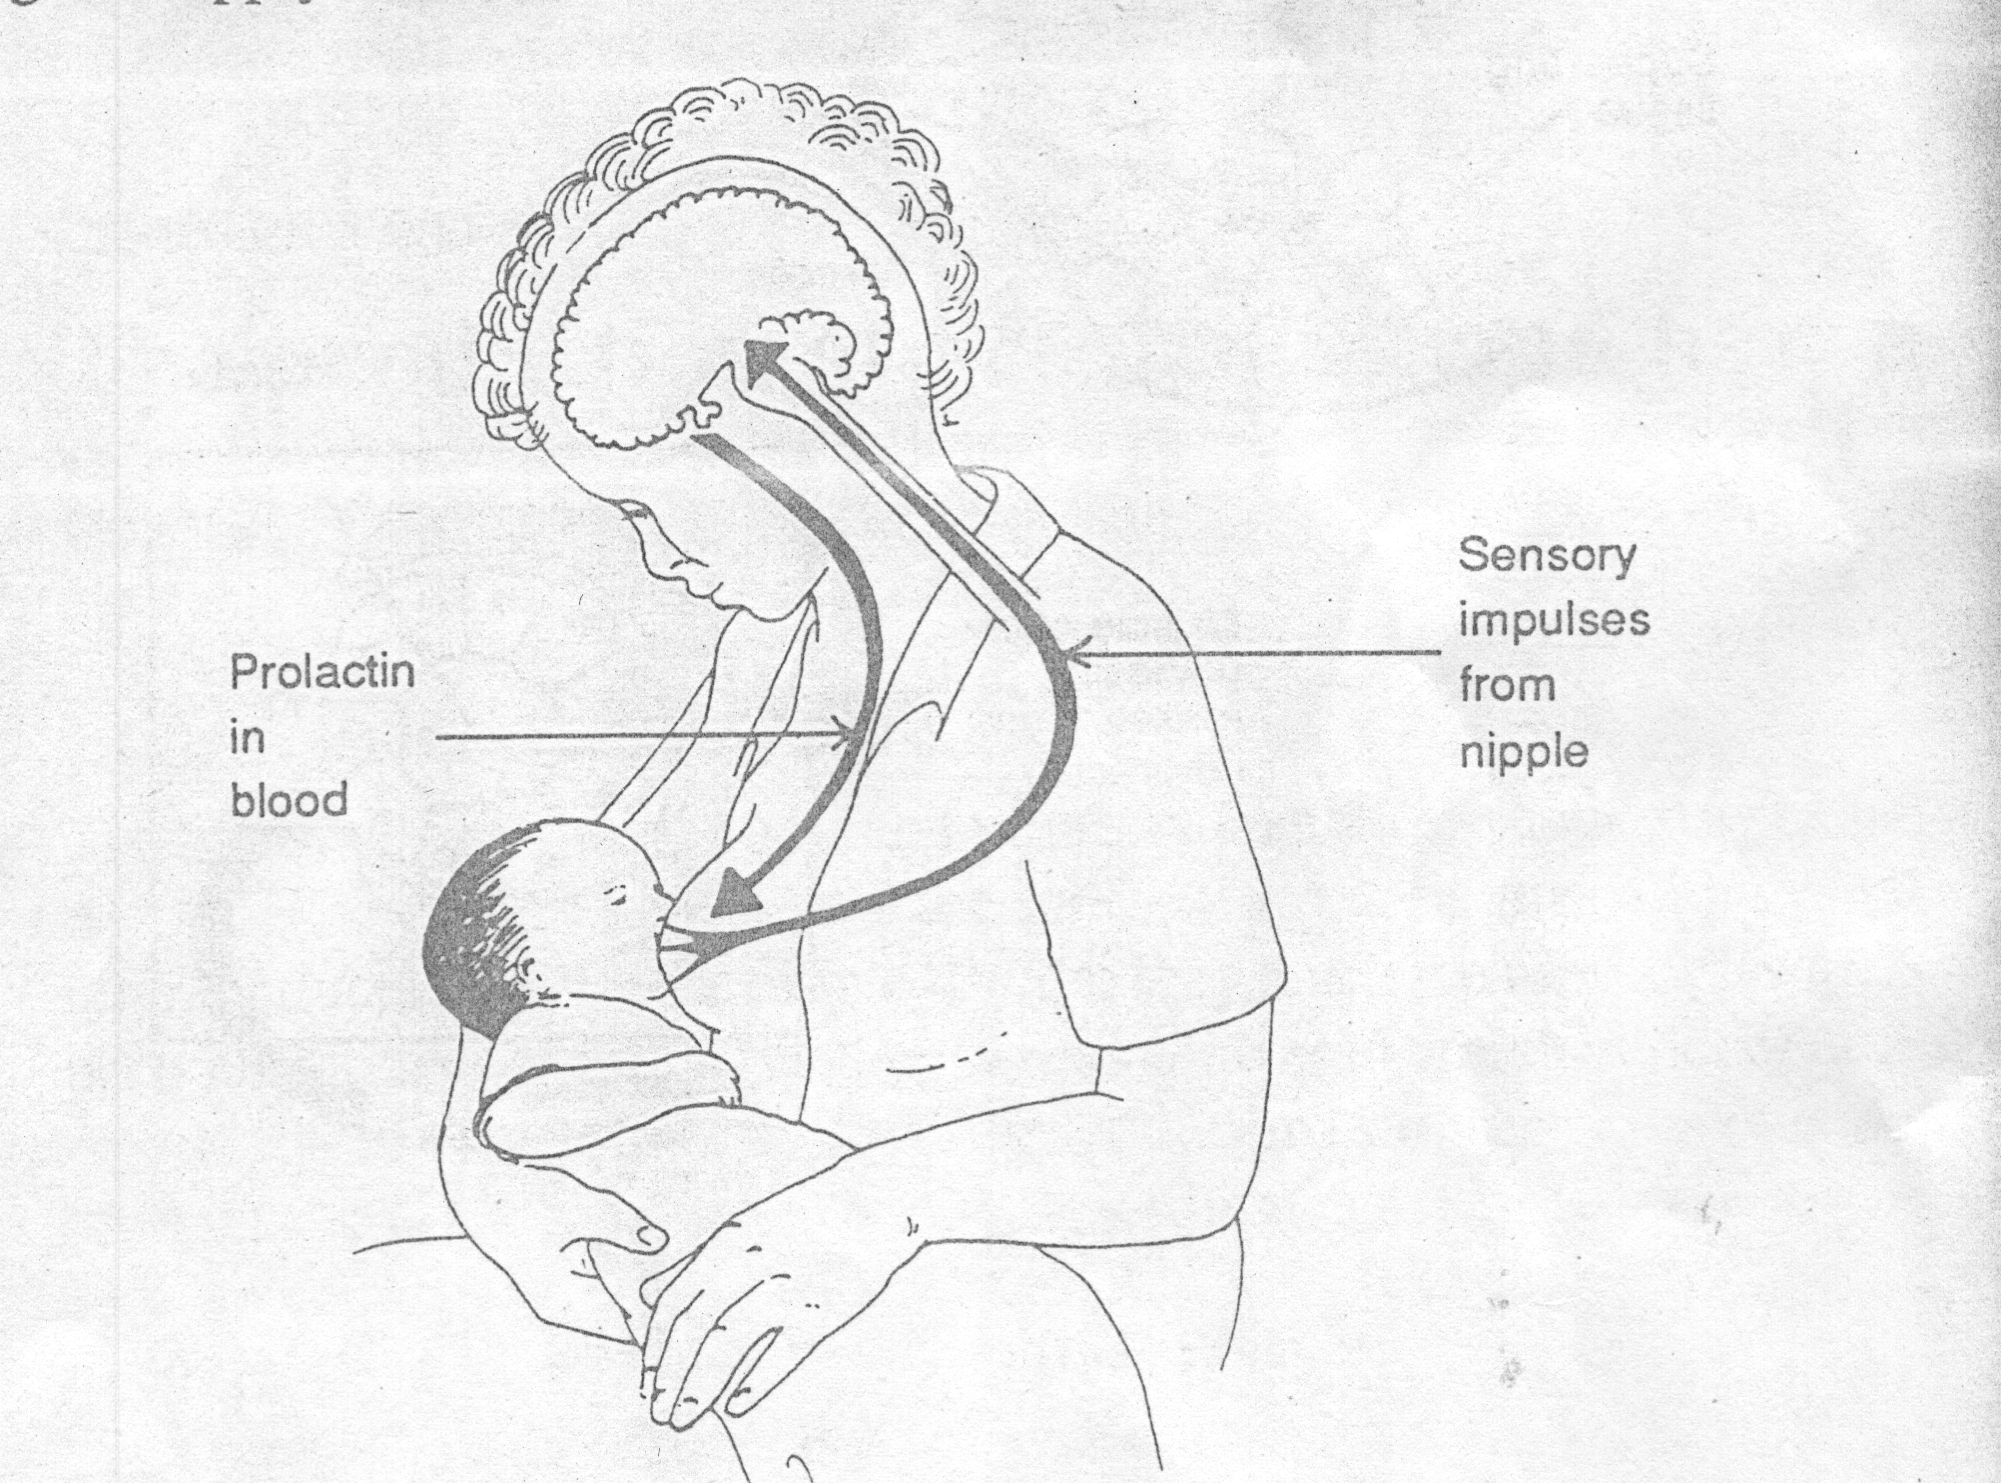 Prolactin
in
blood
Sensory
impulses
from
nipple